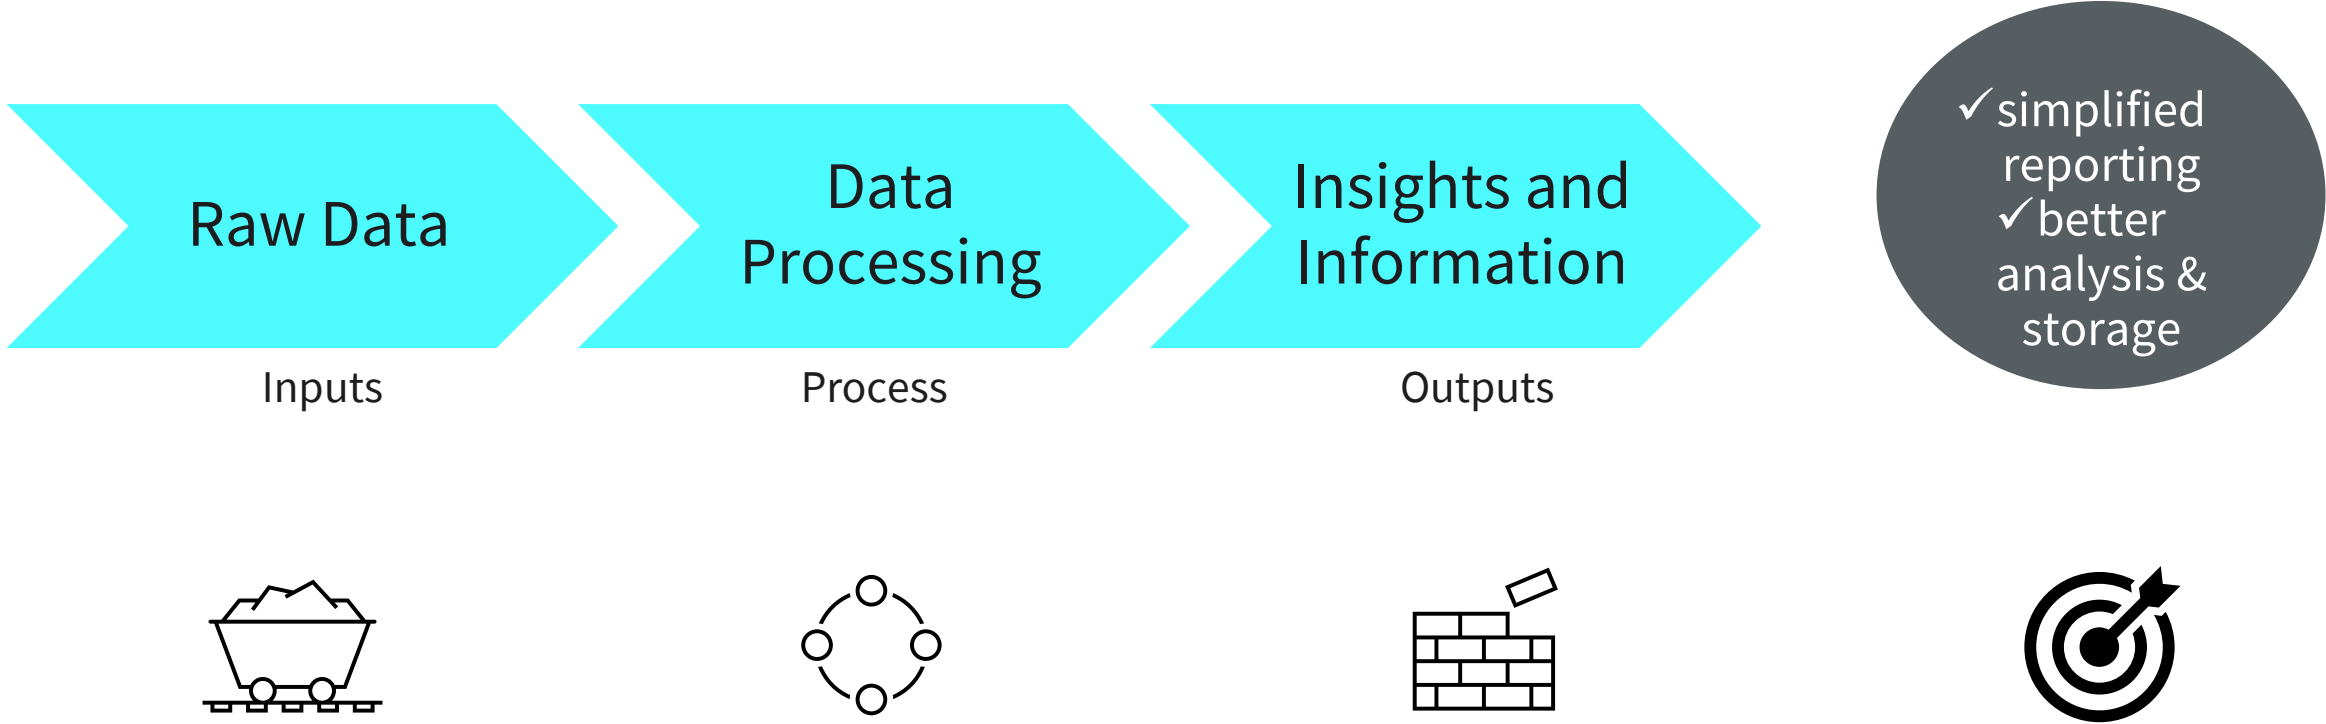 Raw Data
Data
Processing
Insights and
Information
✓simplified
reporting
✓better
analysis &
storage
Inputs
Process
Outputs